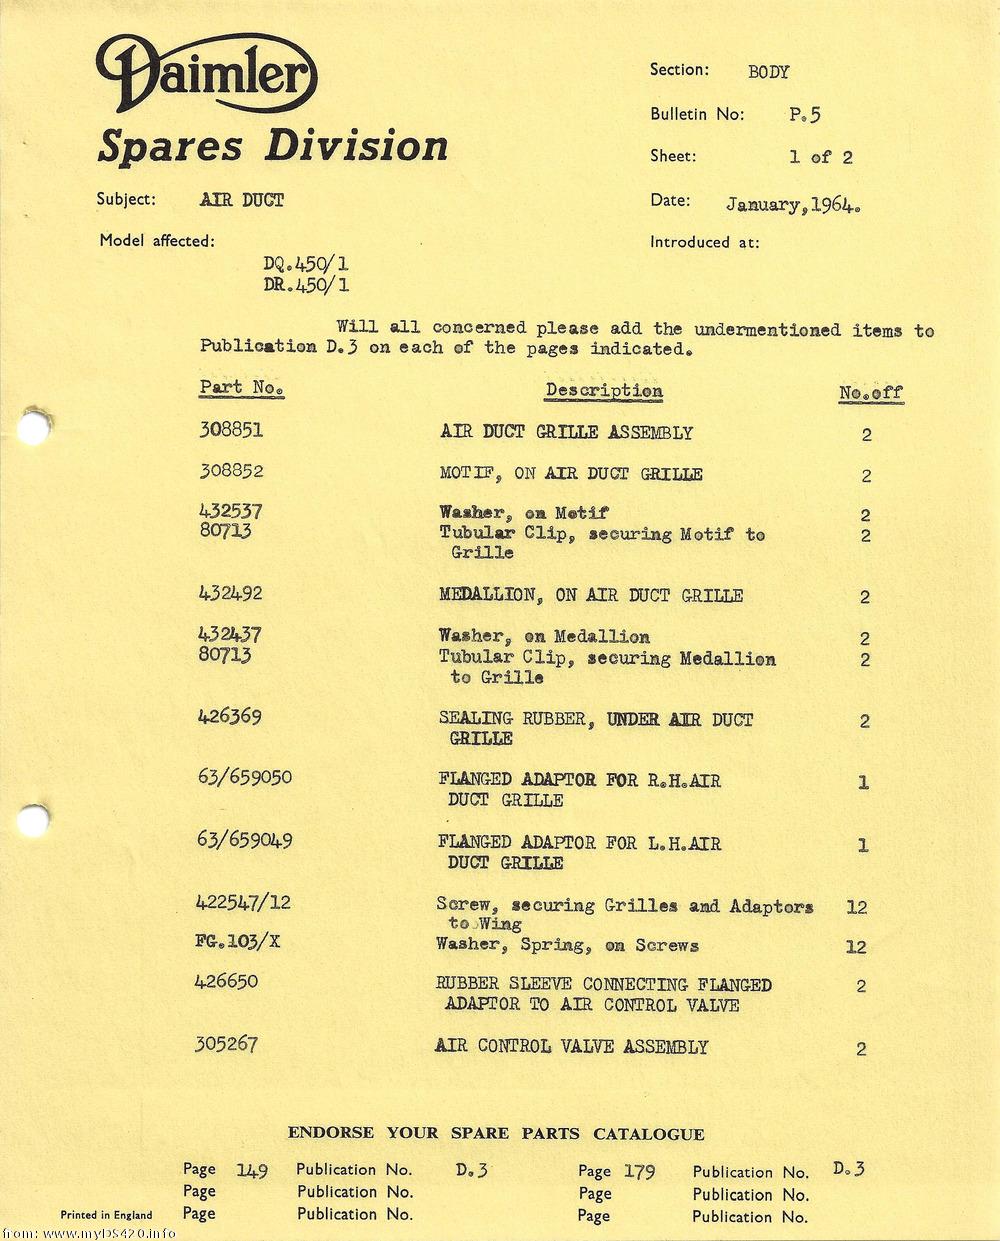 Daimler
Spares Division
Section: BODY
Bulletin No: P.5
Sheet: 1 of 2
Subject: AIR DUCT
Date: January,1964.
Model affected:
Introduced at:
DQ.450/1
DR.450/1
Will all concerned please add the undermentioned items to
Publication D.3 on each of the pages indicated.
Part No. Description No.off
308851 AIR DUCT GRILLE ASSEMBLY 2
308852 MOTIF, ON AIR DUCT GRILLE 2
432537 Washer, on Motif 2
80713 Tubular Clip, securing Motif to 2
Grille
432492 MEDALLION, ON AIR DUCT GRILLE 2
432437 Washer, on Medallion 2
80713 Tubular Clip, securing Medallion 2
to Grille
426369 SEALING RUBBER, UNDER AIR DUCT 2
GRILLE
63/659050 FLANGED ADAPTOR FOR R.H.AIR 1
DUCT GRILLE
63/659049 FLANGED ADAPTOR FOR L.H.AIR 1
DUCT GRILLE
422547/12 Screw, securing Grilles and Adaptors 12
to Wing
FG.103/X Washer, Spring, on Screws 12
426650 RUBBER SLEEVE CONNECTING FLANGED 2
ADAPTOR TO AIR CONTROL VALVE
305267 AIR CONTROL VALVE ASSEMBLY 2
ENDORSE YOUR SPARE PARTS CATALOGUE
Page 149 Publication No. D.3 Page 179 Publication No. D.3
Page Publication No. Page Publication No.
Printed in England Page Publication No. Page Publication No.
from: www.myDS420.info